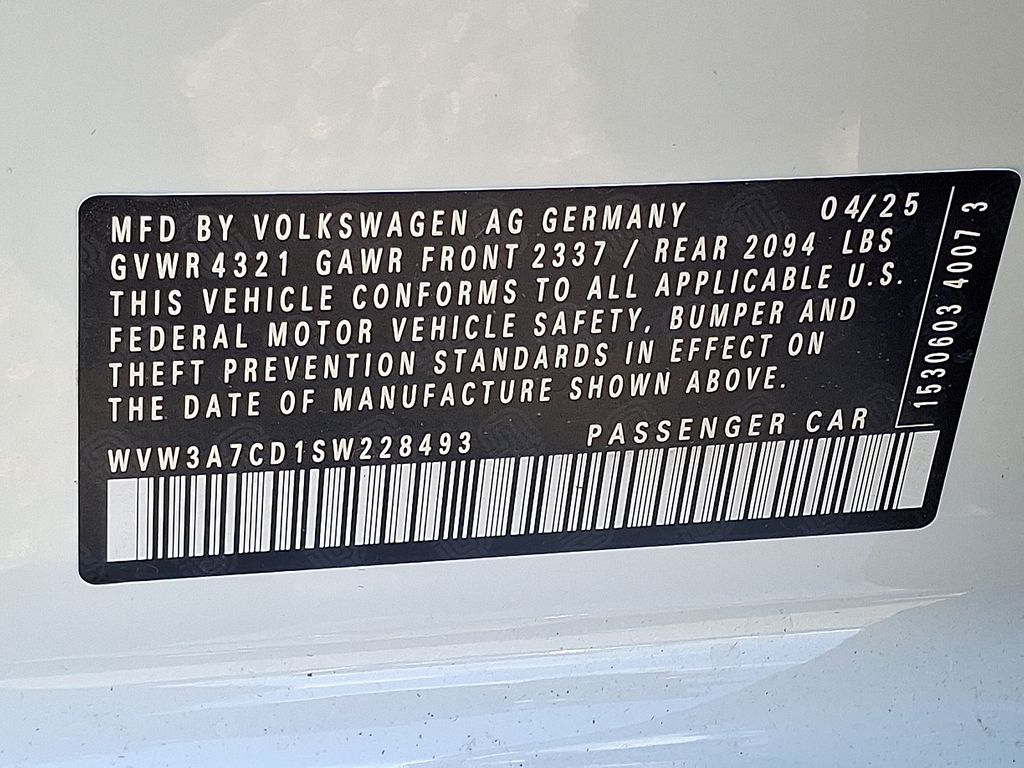 MFD BY VOLKSWAGEN AG GERMANY 04/25
GVWR 4321 GAWR FRONT 2337 / REAR 2094 LBS
THIS VEHICLE CONFORMS TO ALL APPLICABLE U.S.
FEDERAL MOTOR VEHICLE SAFETY, BUMPER AND
THEFT PREVENTION STANDARDS IN EFFECT ON
THE DATE OF MANUFACTURE SHOWN ABOVE.
WVW3A7CD1SW228493 PASSENGER CAR
1530603 4007 3